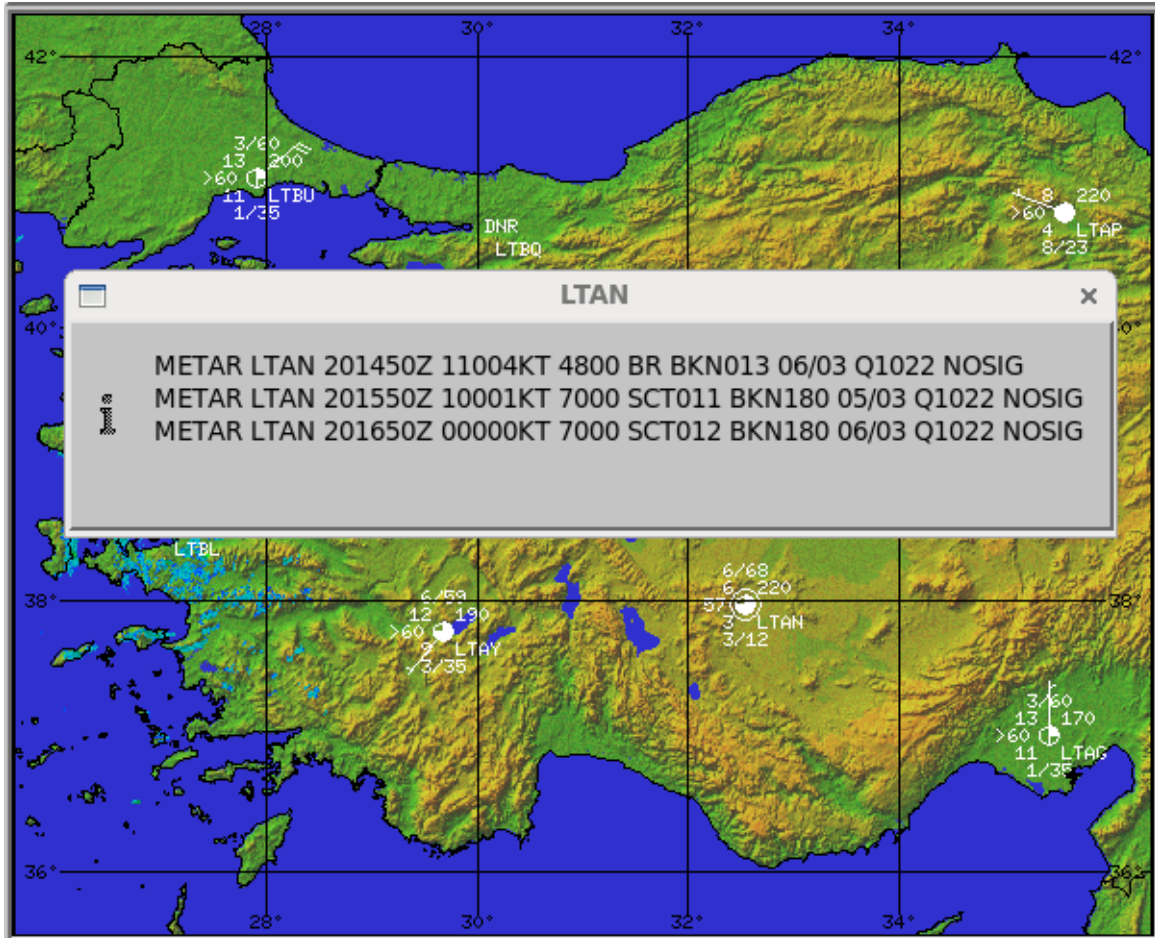 28° 30° 32° 34°
42° 42°
3/60
13 200
>60
11 LTBU
1/35
8 220
>60
4 LTAP
8/23
DNR
LTBQ
LTAN
40° 0°
METAR LTAN 201450Z 11004KT 4800 BR BKN013 06/03 Q1022 NOSIG
METAR LTAN 201550Z 10001KT 7000 SCT011 BKN180 05/03 Q1022 NOSIG
METAR LTAN 201650Z 00000KT 7000 SCT012 BKN180 06/03 Q1022 NOSIG
LTBL
6/68
6 220
57
3 LTAN
3/12
38° 38°
6/59
12 190
>60
9 LTAY
3/35
3/60
13 170
>60
11 LTAG
1/35
36° 36°
28° 30° 32° 34°